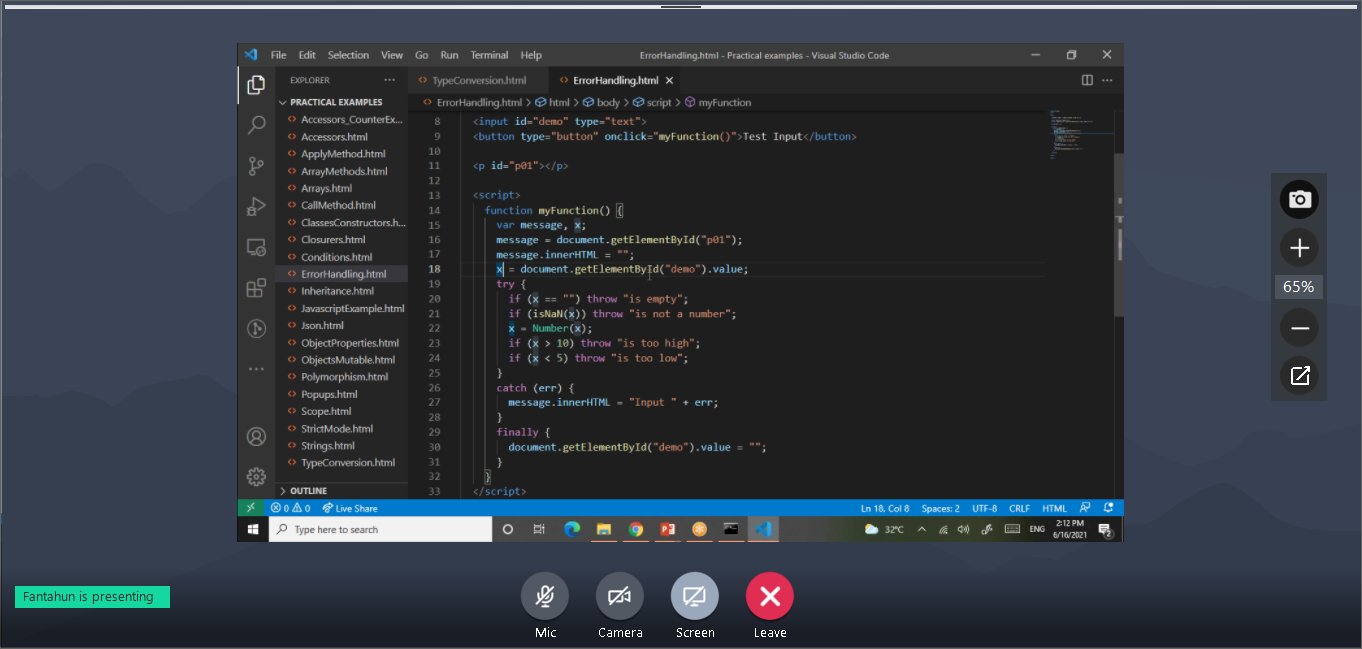 File Edit Selection View Go Run Terminal Help
ErrorHandling.html - Practical examples - Visual Studio Code
EXPLORER
PRACTICAL EXAMPLES
Accessors_CounterEx...
Accessors.html
ApplyMethod.html
ArrayMethods.html
Arrays.html
CallMethod.html
ClassesConstructors.h...
Closurers.html
Conditions.html
ErrorHandling.html
Inheritance.html
JavascriptExample.html
Json.html
ObjectProperties.html
ObjectsMutable.html
Polymorphism.html
Popups.html
Scope.html
StrictMode.html
Strings.html
TypeConversion.html
OUTLINE
TypeConversion.html
ErrorHandling.html
ErrorHandling.html > html > body > script > myFunction
8 <input id="demo" type="text">
9 <button type="button" onclick="myFunction()">Test Input</button>
10
11 <p id="p01"></p>
12
13 <script>
14 function myFunction() {
15 var message, x;
16 message = document.getElementById("p01");
17 message.innerHTML = "";
18 x = document.getElementById("demo").value;
19 try {
20 if (x == "") throw "is empty";
21 if (isNaN(x)) throw "is not a number";
22 x = Number(x);
23 if (x > 10) throw "is too high";
24 if (x < 5) throw "is too low";
25 }
26 catch (err) {
27 message.innerHTML = "Input " + err;
28 }
29 finally {
30 document.getElementById("demo").value = "";
31 }
32 }
33 </script>
0 0 Live Share
Ln 18, Col 8 Spaces: 2 UTF-8 CRLF HTML
Type here to search
32°C ENG
2:12 PM
6/16/2021
2
65%
Fantahun is presenting
Mic Camera Screen Leave